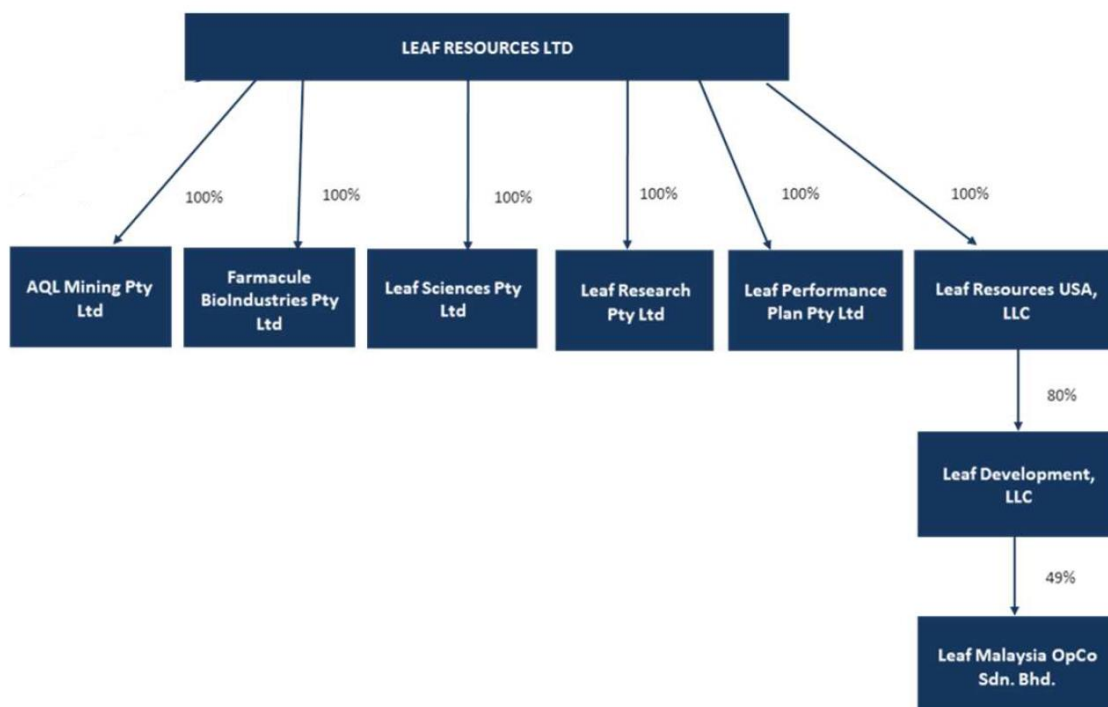 LEAF RESOURCES LTD
100%
100%
100%
100%
100%
100%
AQL Mining Pty
Ltd
Farmacule
BioIndustries Pty
Ltd
Leaf Sciences Pty
Ltd
Leaf Research
Pty Ltd
Leaf Performance
Plan Pty Ltd
Leaf Resources USA,
LLC
80%
Leaf Development,
LLC
49%
Leaf Malaysia OpCo
Sdn. Bhd.